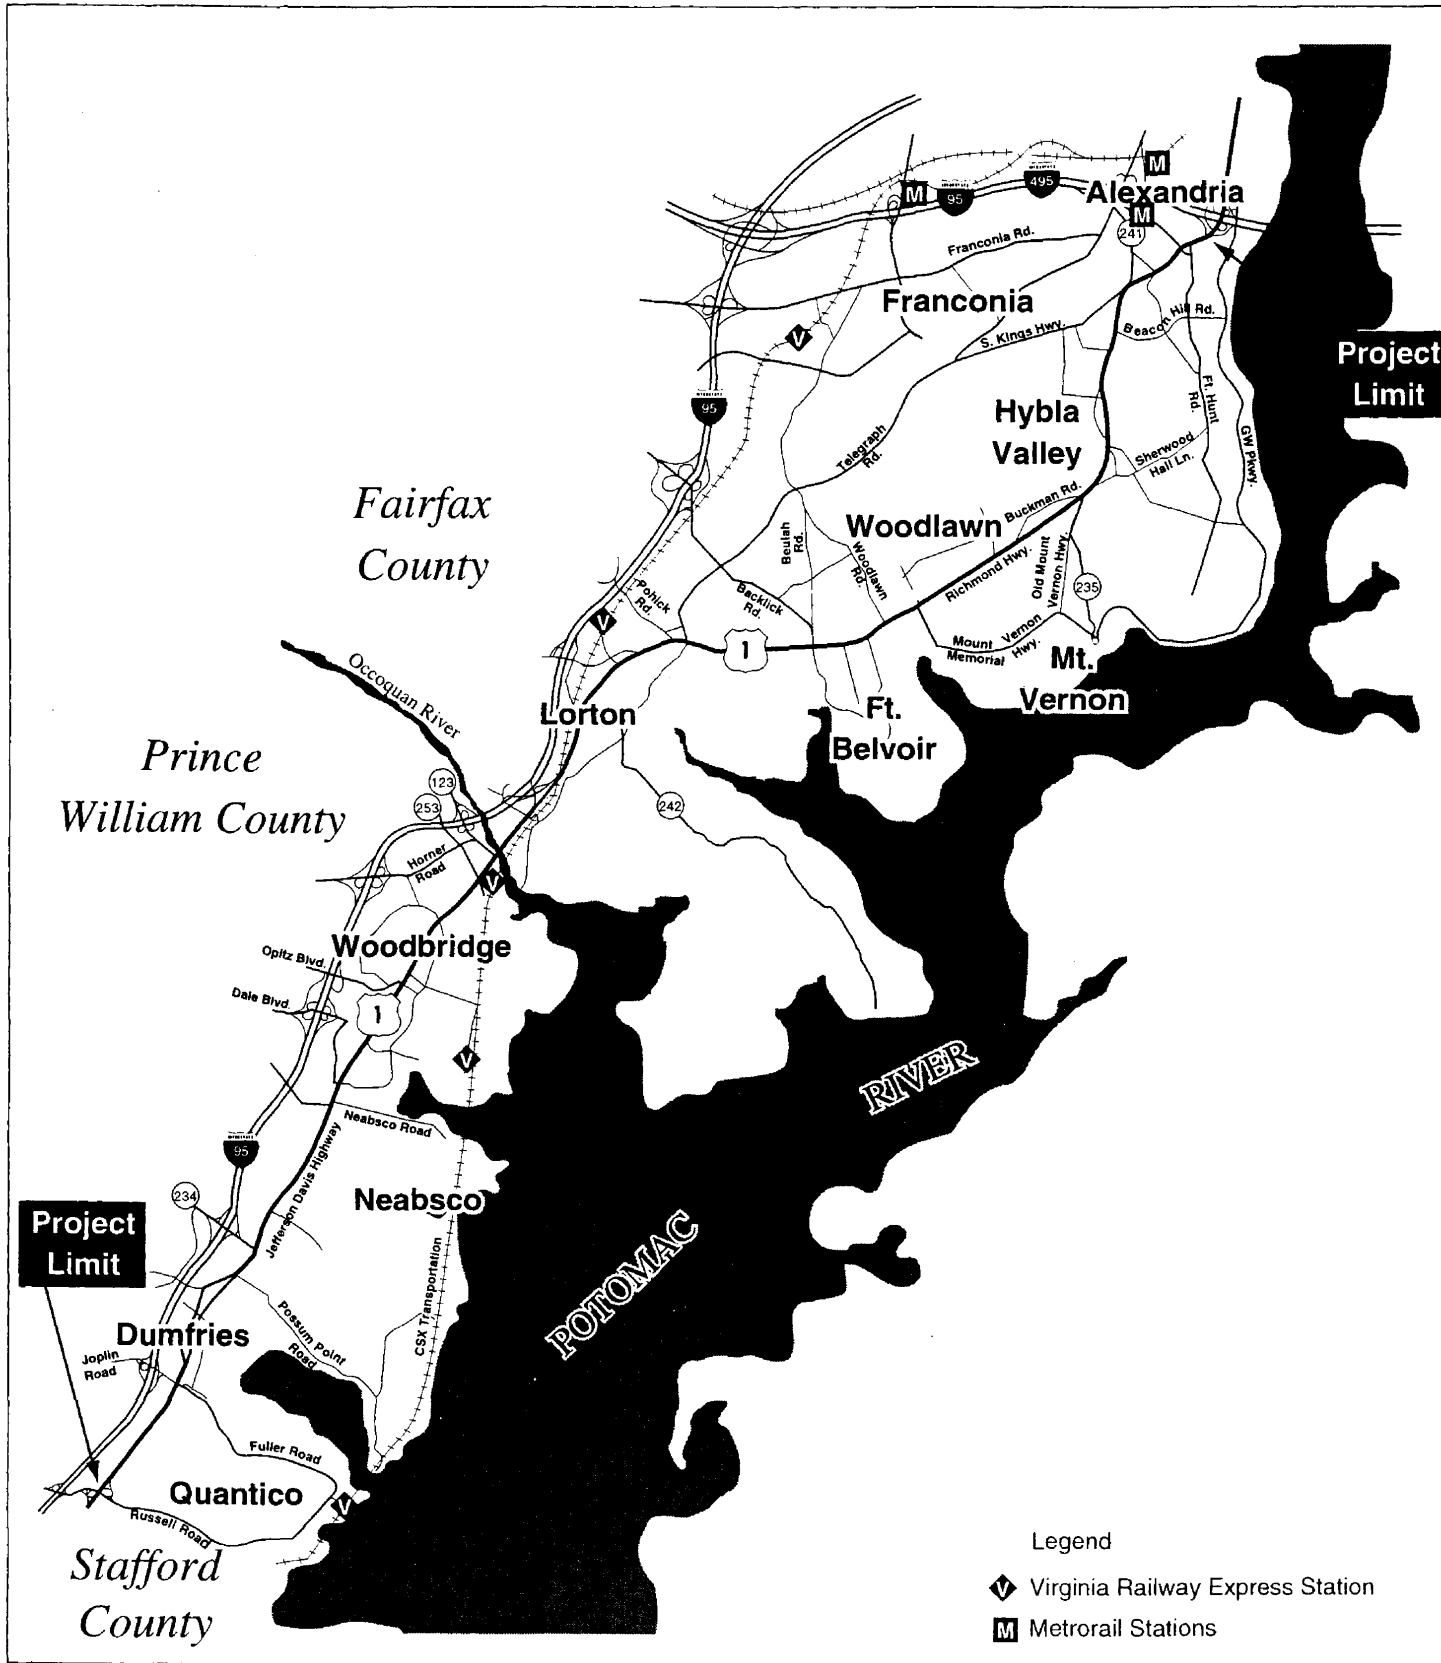 M
M
95
495
Alexandria
M
241
Franconia Rd.
Franconia
V
S. Kings Hwy.
Beacon Hill Rd.
Project
Limit
95
Hybla
Valley
Ft. Hunt
Rd.
GW Pkwy.
Telegraph
Rd.
Sherwood
Hall Ln.
Fairfax
County
Woodlawn
Buckman Rd.
Beulah
Rd.
Woodlawn
Rd.
Richmond Hwy.
Old Mount
Vernon Hwy.
235
Pohick
Rd.
Backlick
Rd.
V
1
Mount Vernon
Memorial Hwy.
Mt.
Vernon
Occoquan River
Lorton
Ft.
Belvoir
Prince
William County
123
253
242
Horner
Road
V
Woodbridge
Opitz Blvd.
Dale Blvd.
1
V
RIVER
Neabsco Road
95
Jefferson Davis Highway
234
Neabsco
Project
Limit
POTOMAC
CSX Transportation
Possum Point
Road
Dumfries
Joplin
Road
Fuller Road
Quantico
V
Russell Road
Stafford
County
Legend
V Virginia Railway Express Station
M Metrorail Stations